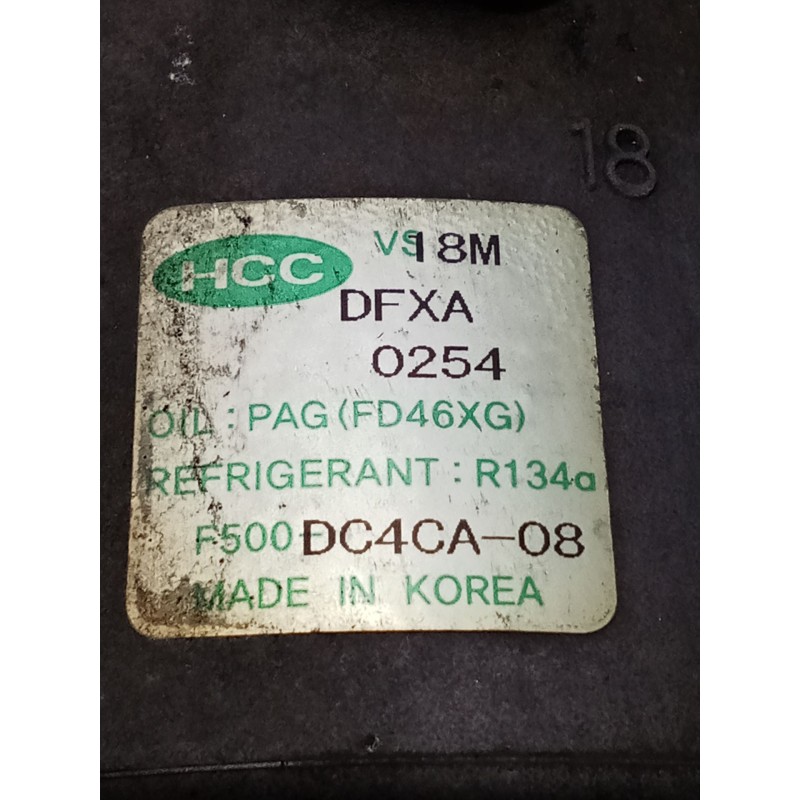 18
HCC VS18M
DFXA
0254
OIL : PAG (FD46XG)
REFRIGERANT : R134a
F500-DC4CA-08
MADE IN KOREA